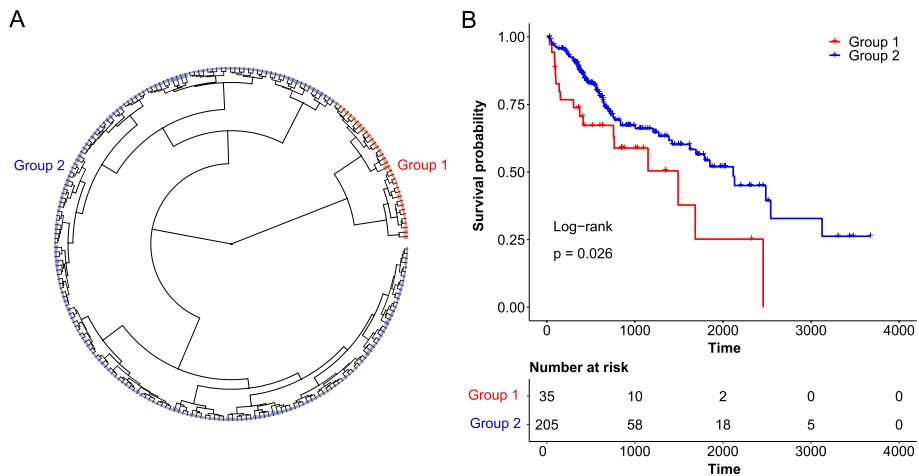 A
Group 2
Group 1
B
Survival probability
1.00
0.75
0.50
0.25
0.00
Group 1
Group 2
Log-rank
p = 0.026
0 1000 2000 3000 4000
Time
Number at risk
Group 1 35 10 2 0 0
Group 2 205 58 18 5 0
0 1000 2000 3000 4000
Time